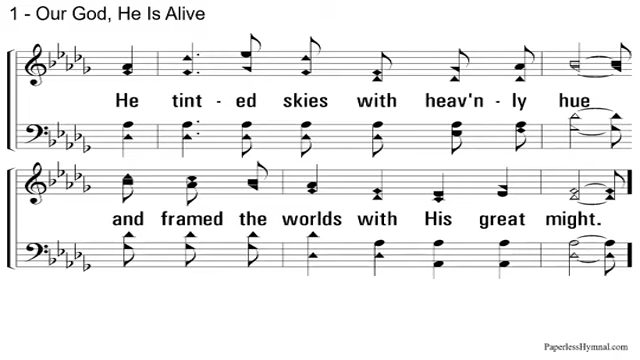 1 - Our God, He Is Alive
He tint - ed skies with heav'n - ly hue
and framed the worlds with His great might.
PaperlessHymnal.com